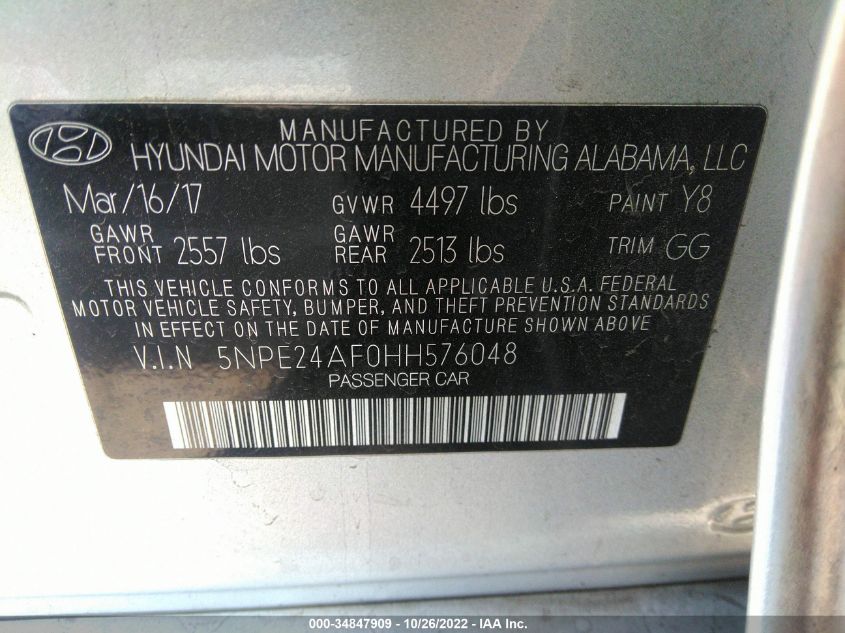 MANUFACTURED BY
HYUNDAI MOTOR MANUFACTURING ALABAMA, LLC
Mar/16/17 GVWR 4497 lbs PAINT Y8
GAWR FRONT 2557 lbs GAWR REAR 2513 lbs TRIM GG
THIS VEHICLE CONFORMS TO ALL APPLICABLE U.S.A. FEDERAL
MOTOR VEHICLE SAFETY, BUMPER, AND THEFT PREVENTION STANDARDS
IN EFFECT ON THE DATE OF MANUFACTURE SHOWN ABOVE
V.I.N 5NPE24AF0HH576048
PASSENGER CAR
000-34847909 - 10/26/2022 - IAA Inc.